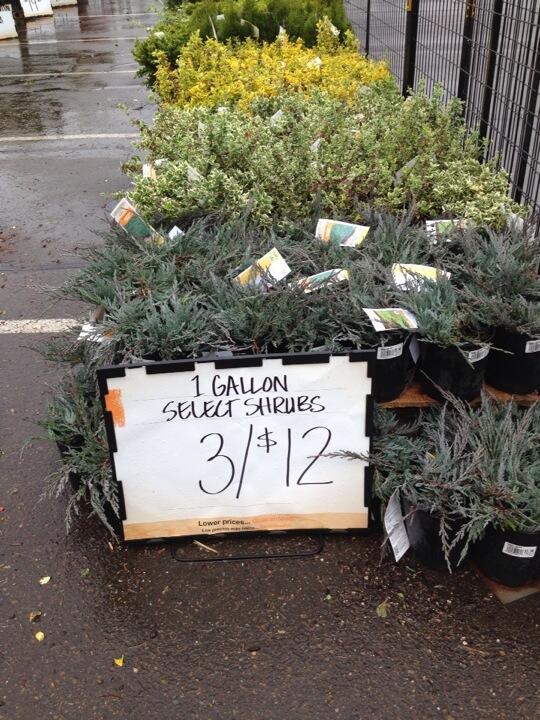 1 GALLON
SELECT SHRUBS
3/$12
Lower prices...